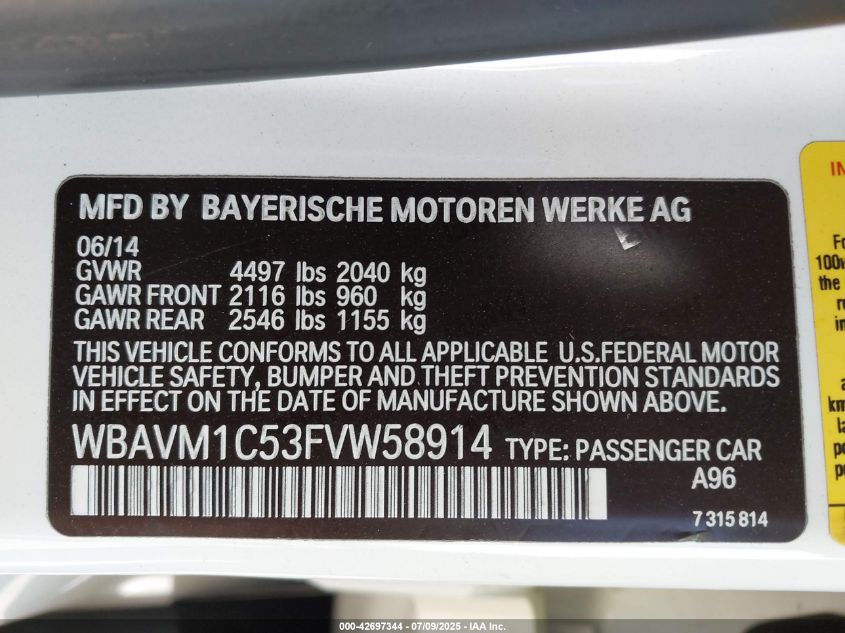 MFD BY BAYERISCHE MOTOREN WERKE AG
06/14
GVWR 4497 lbs 2040 kg
GAWR FRONT 2116 lbs 960 kg
GAWR REAR 2546 lbs 1155 kg
THIS VEHICLE CONFORMS TO ALL APPLICABLE U.S.FEDERAL MOTOR
VEHICLE SAFETY, BUMPER AND THEFT PREVENTION STANDARDS
IN EFFECT ON THE DATE OF MANUFACTURE SHOWN ABOVE.
WBAVM1C53FVW58914 TYPE: PASSENGER CAR
A96
7 315 814
the
000-42697344 | 07/09/2025 - IAA Inc.